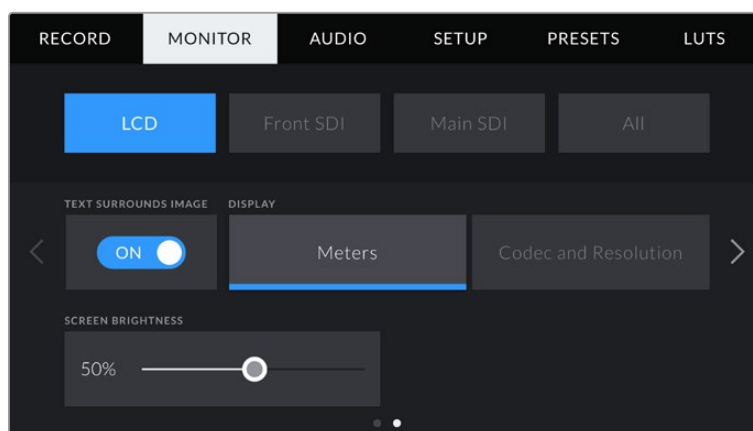 RECORD MONITOR AUDIO SETUP PRESETS LUTS
LCD Front SDI Main SDI All
TEXT SURROUNDS IMAGE DISPLAY
ON Meters Codec and Resolution
SCREEN BRIGHTNESS
50%